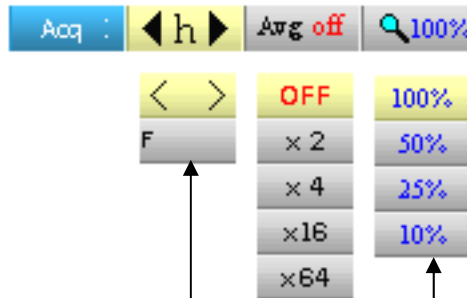 Acq : h Avg off 100%
< > OFF 100%
F × 2 50%
× 4 25%
×16 10%
×64